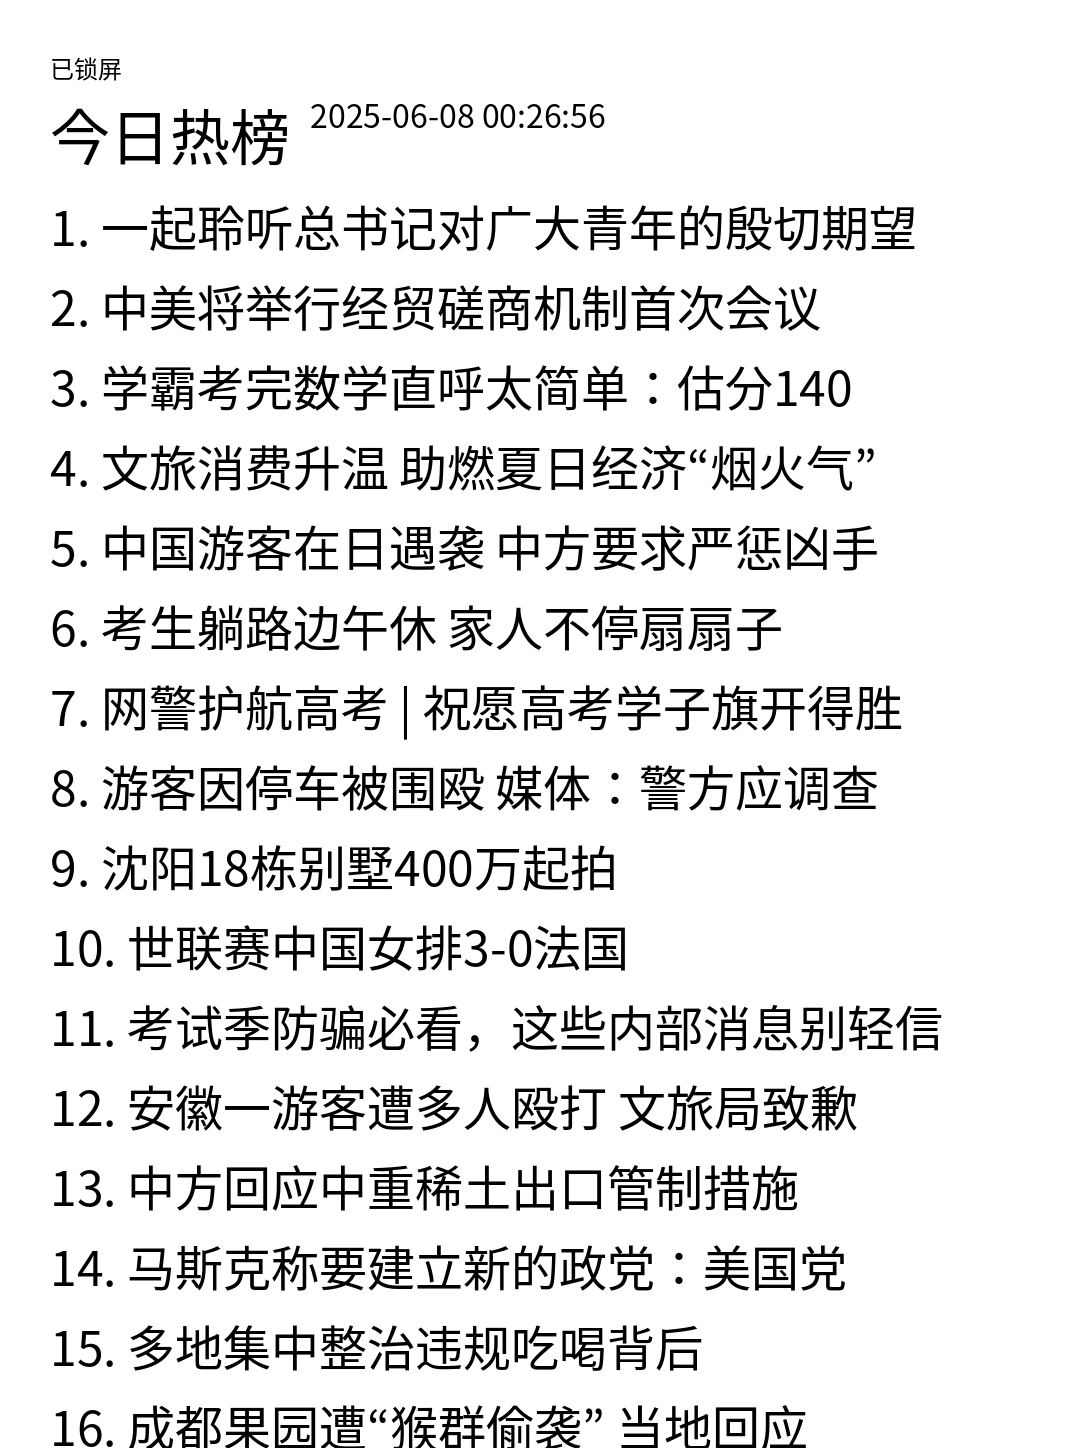 已锁屏
今日热榜 2025-06-08 00:26:56
1. 一起聆听总书记对广大青年的殷切期望
2. 中美将举行经贸磋商机制首次会议
3. 学霸考完数学直呼太简单：估分140
4. 文旅消费升温 助燃夏日经济“烟火气”
5. 中国游客在日遇袭 中方要求严惩凶手
6. 考生躺路边午休 家人不停扇扇子
7. 网警护航高考 | 祝愿高考学子旗开得胜
8. 游客因停车被围殴 媒体：警方应调查
9. 沈阳18栋别墅400万起拍
10. 世联赛中国女排3-0法国
11. 考试季防骗必看，这些内部消息别轻信
12. 安徽一游客遭多人殴打 文旅局致歉
13. 中方回应中重稀土出口管制措施
14. 马斯克称要建立新的政党：美国党
15. 多地集中整治违规吃喝背后
16. 成都果园遭“猴群偷袭” 当地回应